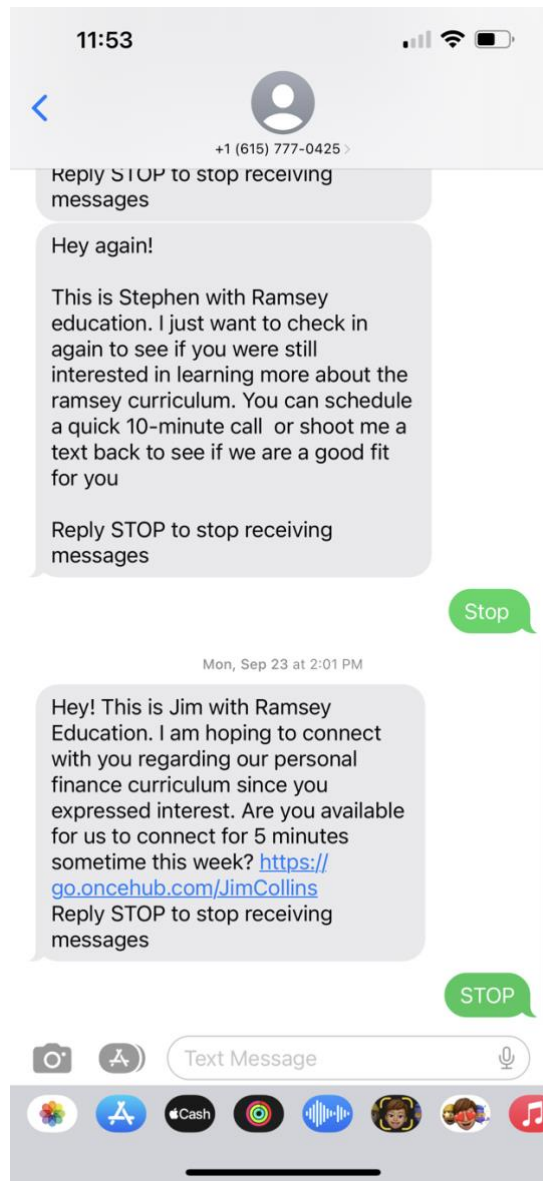 11:53
+1 (615) 777-0425 >
Reply STOP to stop receiving
messages
Hey again!
This is Stephen with Ramsey
education. I just want to check in
again to see if you were still
interested in learning more about the
ramsey curriculum. You can schedule
a quick 10-minute call  or shoot me a
text back to see if we are a good fit
for you
Reply STOP to stop receiving
messages
Stop
Mon, Sep 23 at 2:01 PM
Hey! This is Jim with Ramsey
Education. I am hoping to connect
with you regarding our personal
finance curriculum since you
expressed interest. Are you available
for us to connect for 5 minutes
sometime this week? https://
go.oncehub.com/JimCollins
Reply STOP to stop receiving
messages
STOP
Text Message
Cash